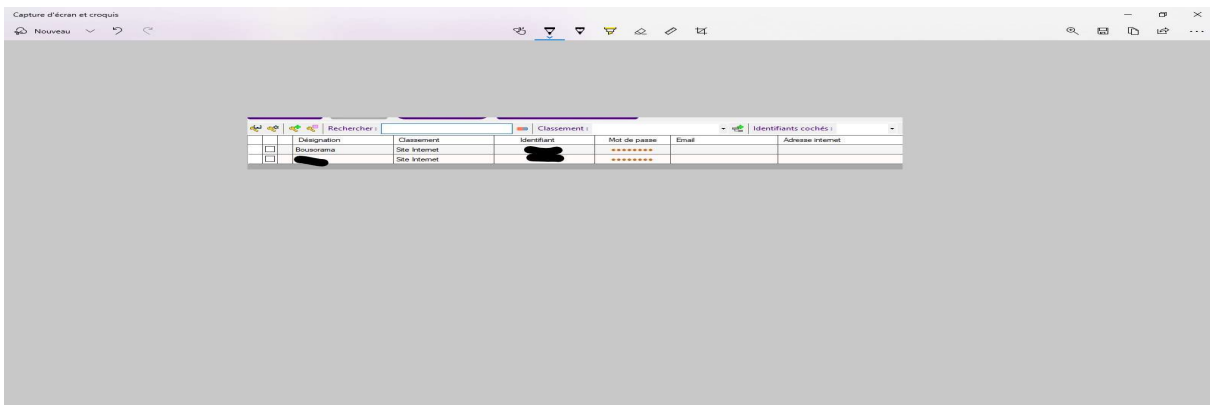 Capture d'écran et croquis
Nouveau
Rechercher : Classement : Identifiants cochés :
Désignation Classement Identifiant Mot de passe Email Adresse internet
Bousorama Site Internet ********
Site Internet ********